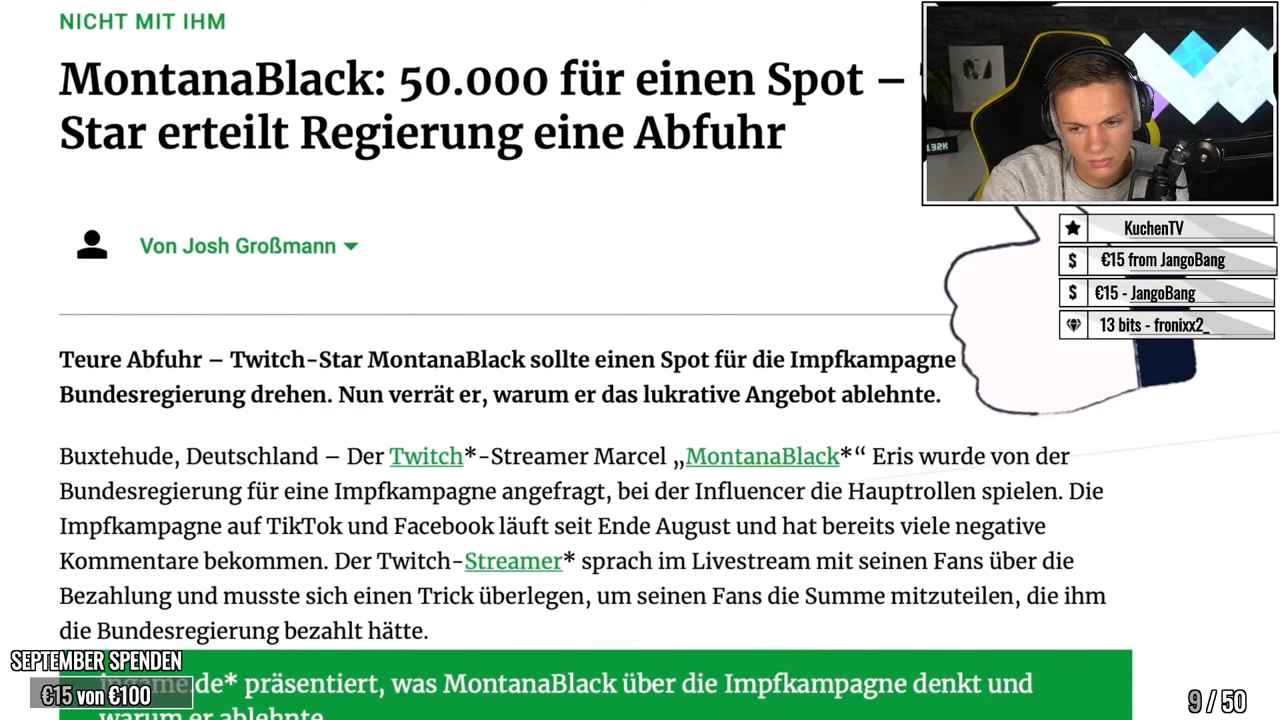 NICHT MIT IHM
MontanaBlack: 50.000 für einen Spot –
Star erteilt Regierung eine Abfuhr
Von Josh Großmann
KuchenTV
€15 from JangoBang
€15 - JangoBang
13 bits - fronixx2_
Teure Abfuhr – Twitch-Star MontanaBlack sollte einen Spot für die Impfkampagne
Bundesregierung drehen. Nun verrät er, warum er das lukrative Angebot ablehnte.
Buxtehude, Deutschland – Der Twitch*-Streamer Marcel „MontanaBlack*“ Eris wurde von der
Bundesregierung für eine Impfkampagne angefragt, bei der Influencer die Hauptrollen spielen. Die
Impfkampagne auf TikTok und Facebook läuft seit Ende August und hat bereits viele negative
Kommentare bekommen. Der Twitch-Streamer* sprach im Livestream mit seinen Fans über die
Bezahlung und musste sich einen Trick überlegen, um seinen Fans die Summe mitzuteilen, die ihm
die Bundesregierung bezahlt hätte.
SEPTEMBER SPENDEN
€15 von €100
ingame.de* präsentiert, was MontanaBlack über die Impfkampagne denkt und
warum er ablehnte
9 / 50